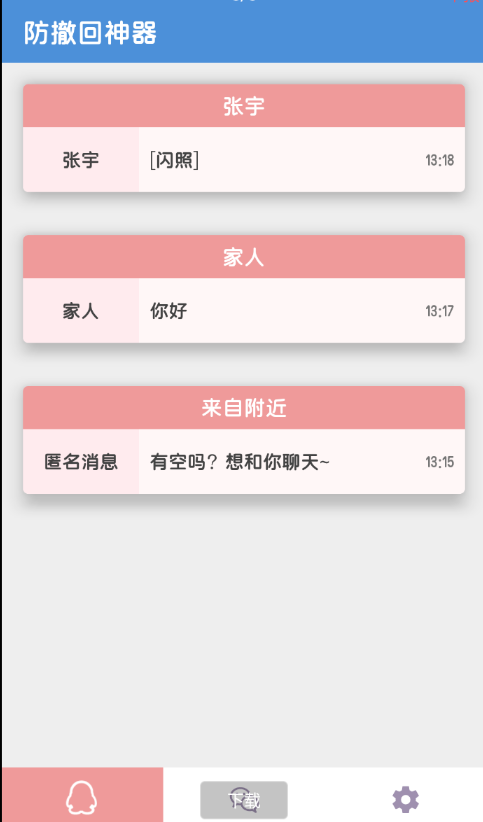 防撤回神器
张宇
张宇 [闪照] 13:18
家人
家人 你好 13:17
来自附近
匿名消息 有空吗？想和你聊天~ 13:15
下载